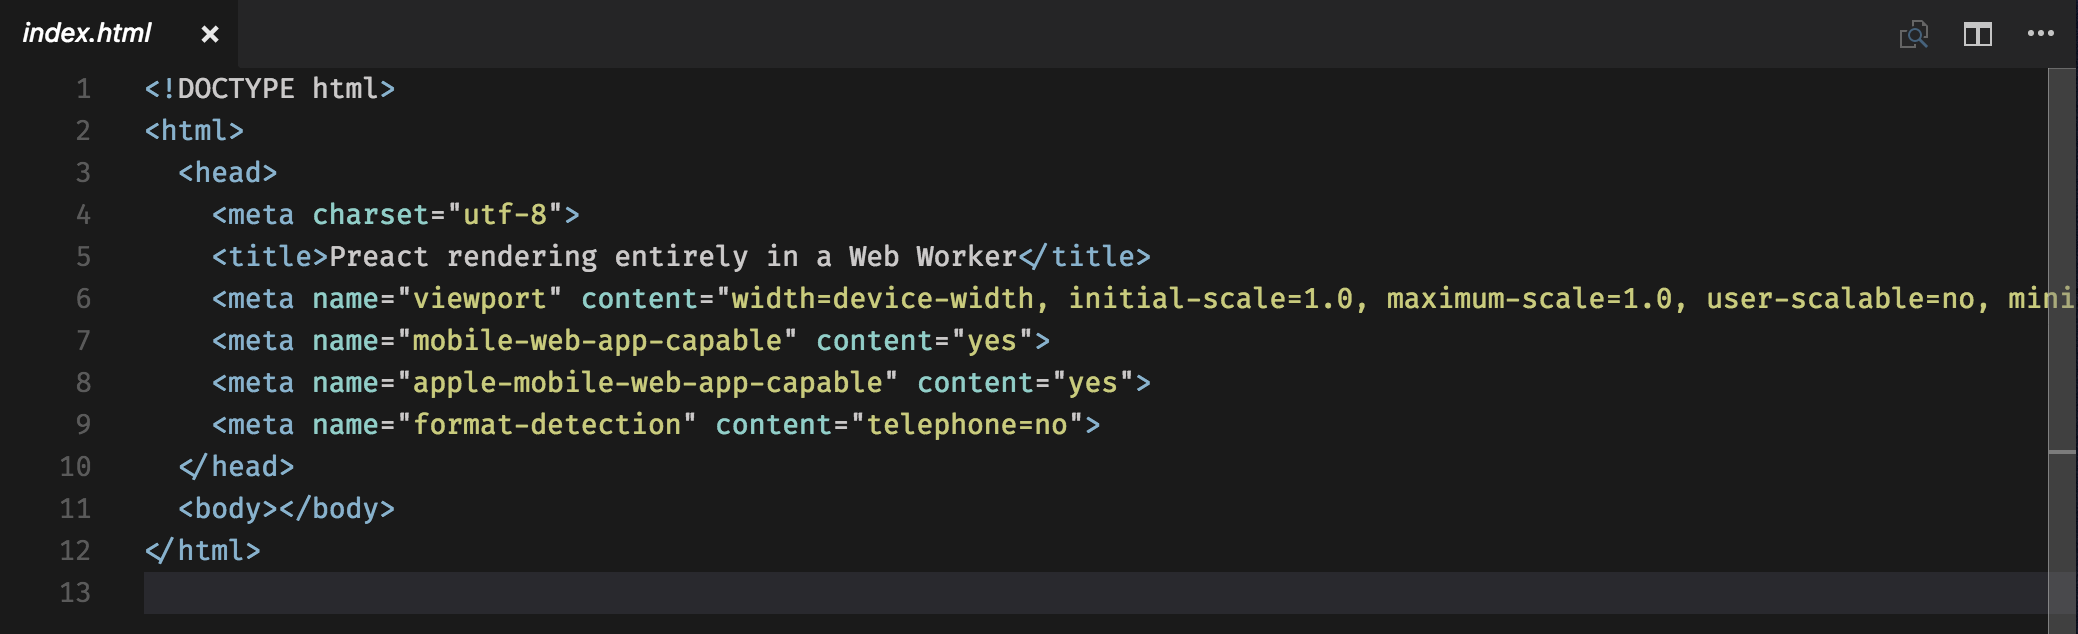 index.html
1 <!DOCTYPE html>
2 <html>
3   <head>
4     <meta charset="utf-8">
5     <title>Preact rendering entirely in a Web Worker</title>
6     <meta name="viewport" content="width=device-width, initial-scale=1.0, maximum-scale=1.0, user-scalable=no, mini
7     <meta name="mobile-web-app-capable" content="yes">
8     <meta name="apple-mobile-web-app-capable" content="yes">
9     <meta name="format-detection" content="telephone=no">
10   </head>
11   <body></body>
12 </html>
13